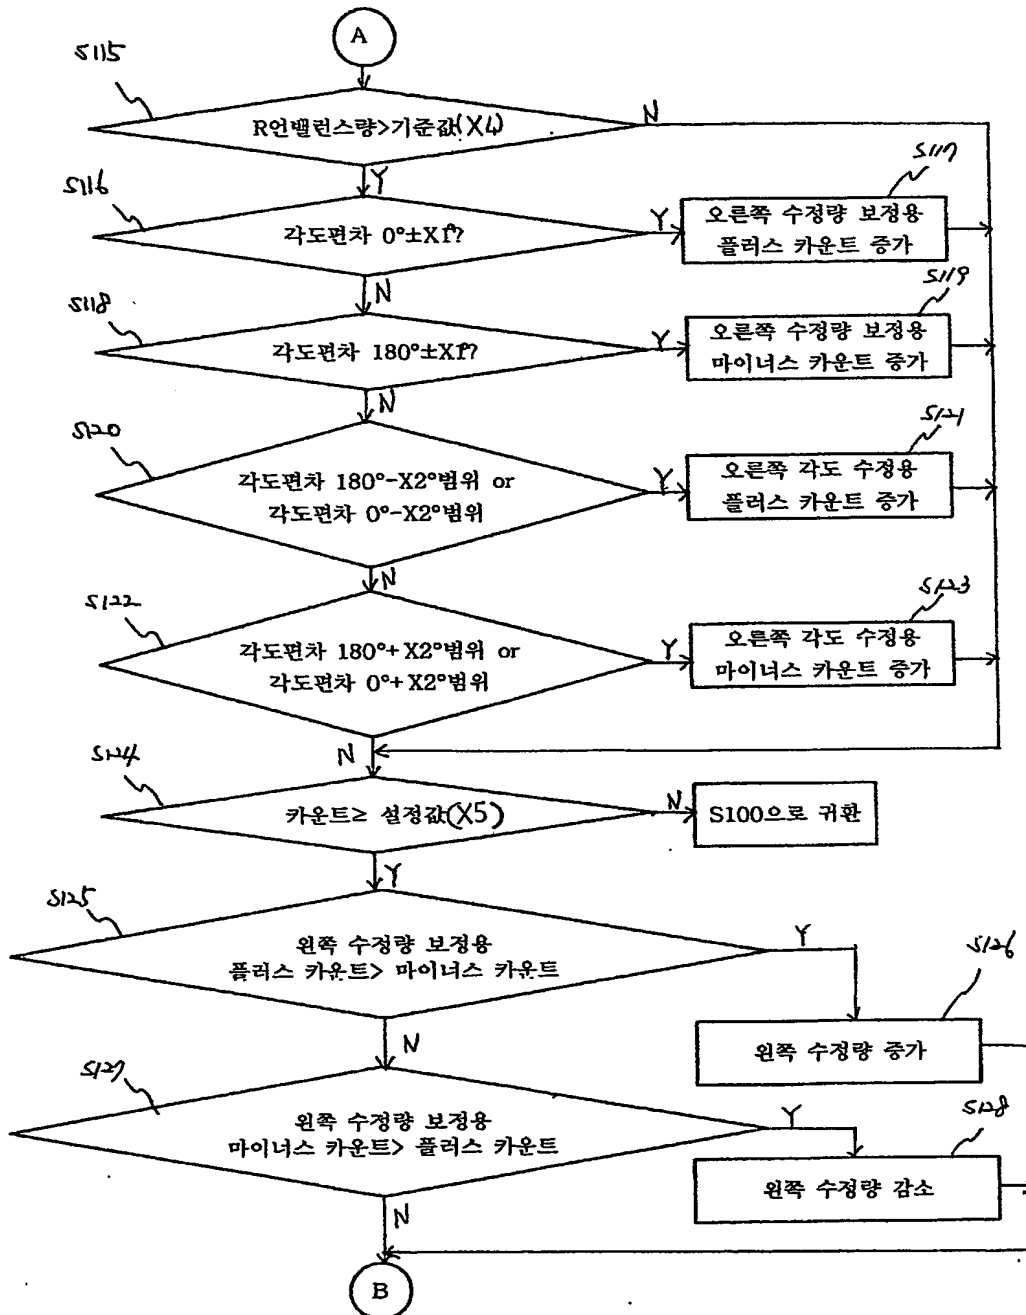 A
S115
R언밸런스량>기준값(X4)
N
Y
S116
각도편차 0°±X1°?
Y
S117
오른쪽 수정량 보정용
플러스 카운트 증가
N
S118
각도편차 180°±X1°?
Y
S119
오른쪽 수정량 보정용
마이너스 카운트 증가
N
S120
각도편차 180°-X2°범위 or
각도편차 0°-X2°범위
Y
S121
오른쪽 각도 수정용
플러스 카운트 증가
N
S122
각도편차 180°+X2°범위 or
각도편차 0°+X2°범위
Y
S123
오른쪽 각도 수정용
마이너스 카운트 증가
N
S124
카운트≥ 설정값(X5)
N
S100으로 귀환
Y
S125
왼쪽 수정량 보정용
플러스 카운트> 마이너스 카운트
Y
S126
왼쪽 수정량 증가
N
S127
왼쪽 수정량 보정용
마이너스 카운트> 플러스 카운트
Y
S128
왼쪽 수정량 감소
N
B